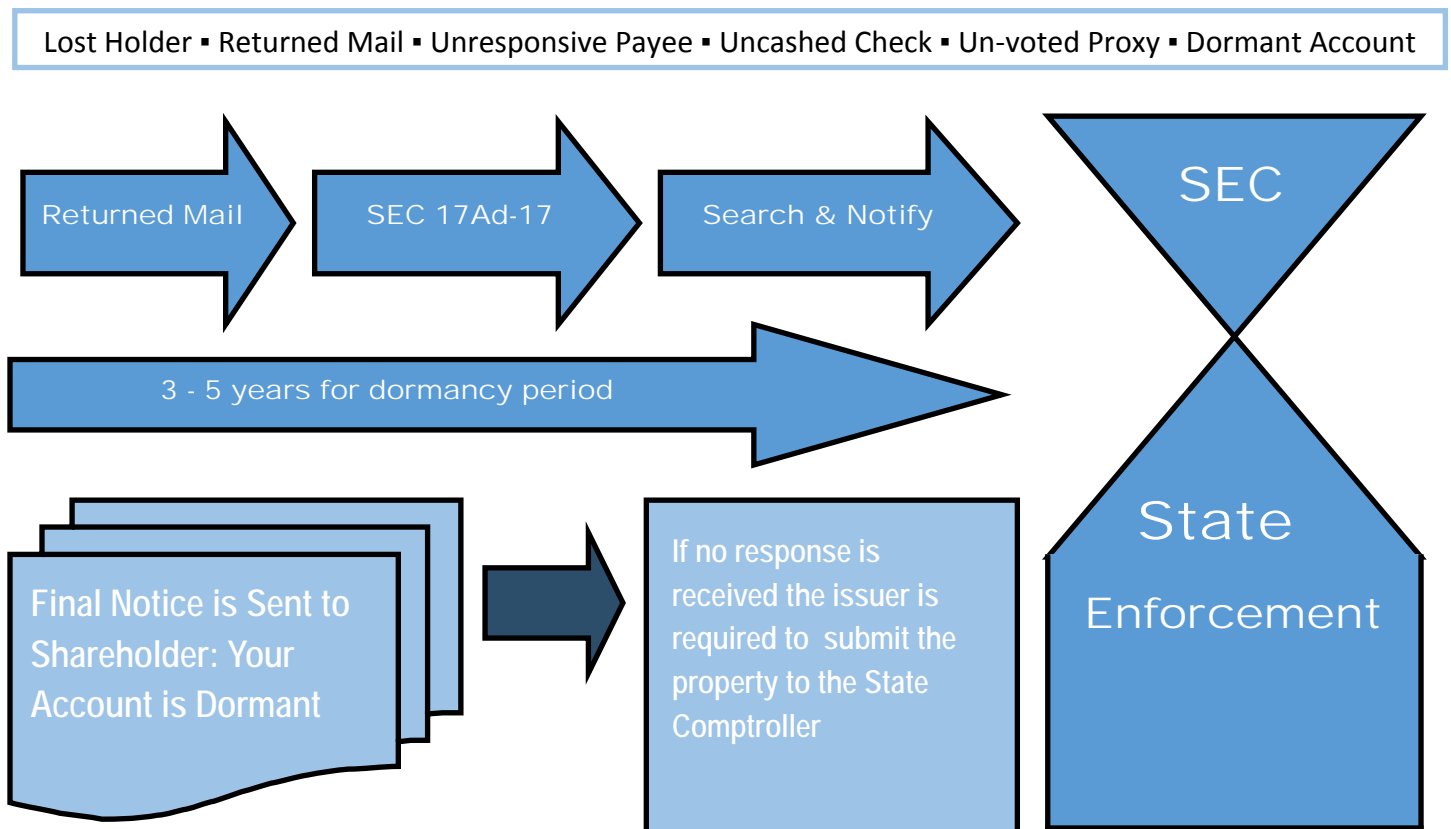 Lost Holder ▪ Returned Mail ▪ Unresponsive Payee ▪ Uncashed Check ▪ Un-voted Proxy ▪ Dormant Account
Returned Mail
SEC 17Ad-17
Search & Notify
SEC
3 - 5 years for dormancy period
Final Notice is Sent to
Shareholder: Your
Account is Dormant
If no response is
received the issuer is
required to  submit the
property to the State
Comptroller
State
Enforcement